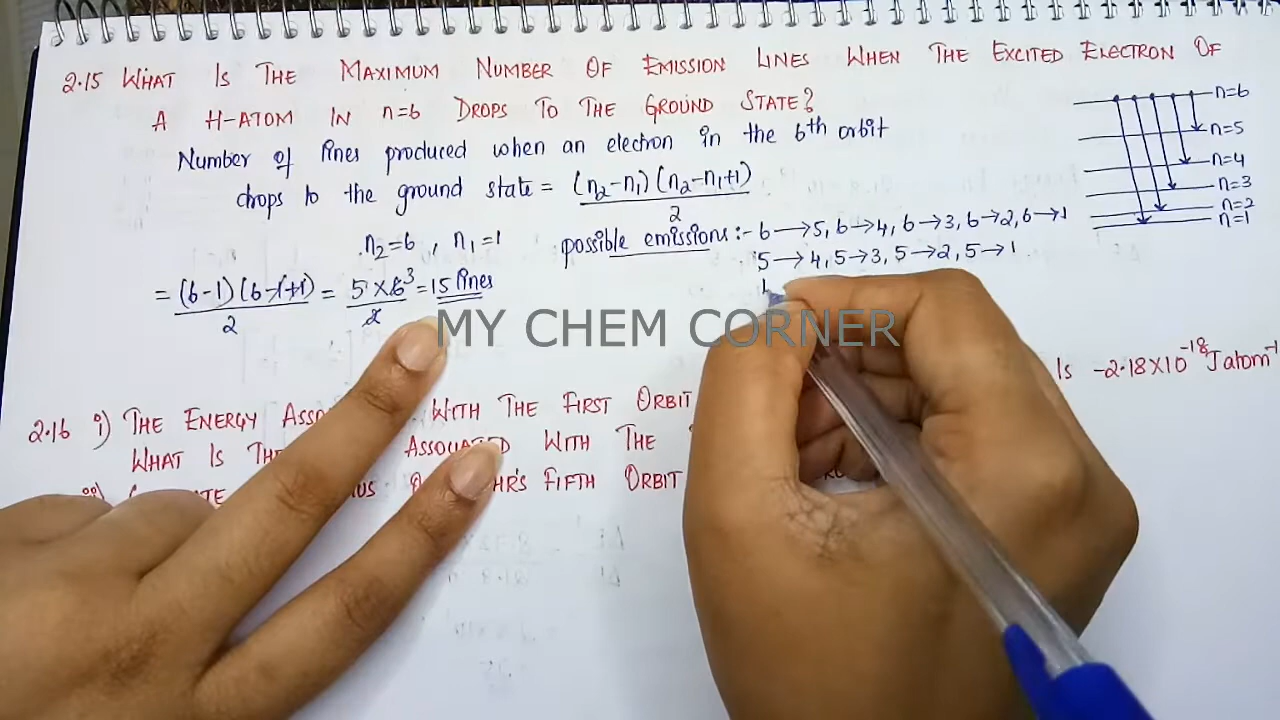 2.15 WHAT IS THE MAXIMUM NUMBER OF EMISSION LINES WHEN THE EXCITED ELECTRON OF
A H-ATOM IN n=6 DROPS TO THE GROUND STATE?
Number of lines produced when an electron in the 6th orbit
drops to the ground state = (n2-n1)(n2-n1+1)
2
n2=6, n1=1
= (6-1)(6-1+1) = 5×6 3 = 15 lines
2 2
possible emissions:- 6→5, 6→4, 6→3, 6→2, 6→1
5→4, 5→3, 5→2, 5→1
n=6
n=5
n=4
n=3
n=2
n=1
MY CHEM CORNER
2.16 i) THE ENERGY WITH THE FIRST ORBIT IS -2.18×10-18 J atom-1
WHAT IS ASSOCIATED WITH THE
ii) FIFTH ORBIT